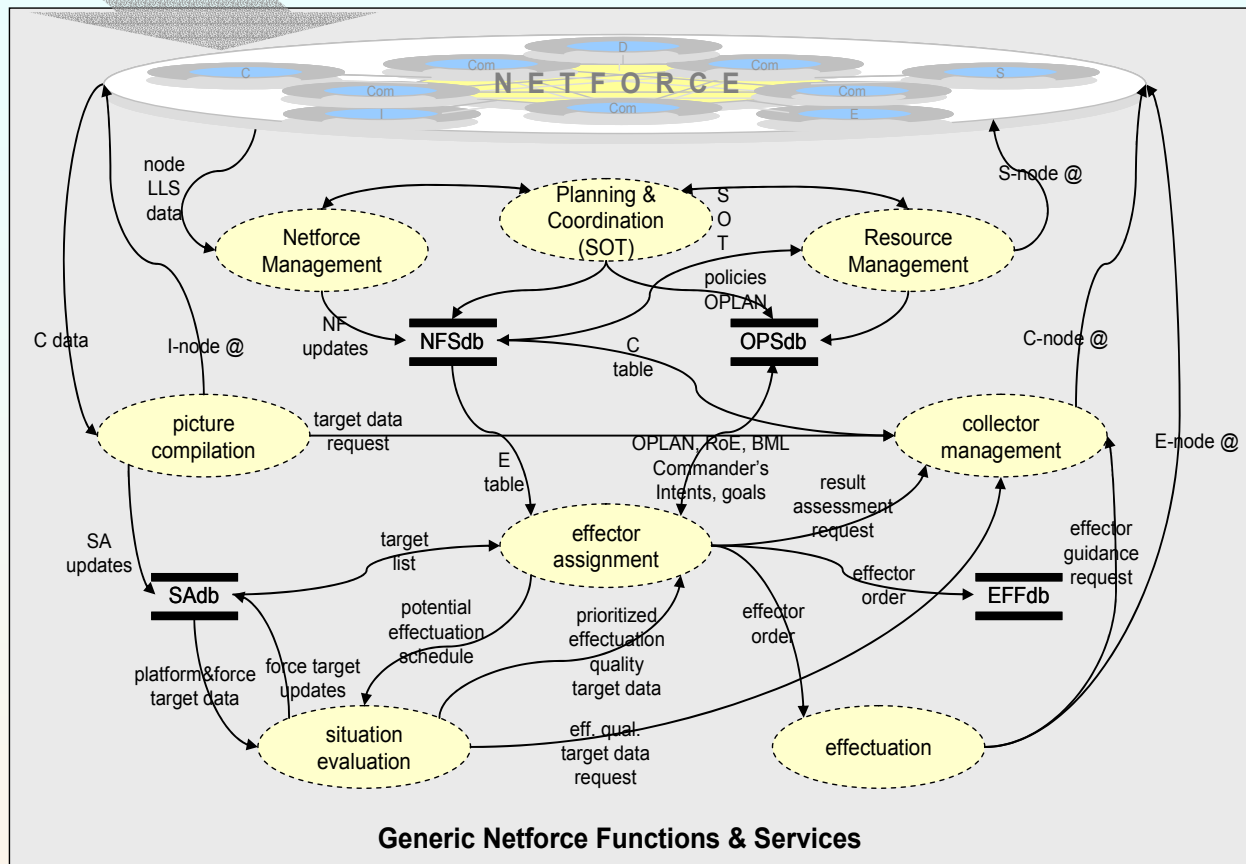 D
Com
Com
C
S
NETFORCE
Com
Com
Com
I
E
node
LLS
data
S-node @
Planning &
Coordination
(SOT)
S
O
T
Netforce
Management
Resource
Management
policies
OPLAN
NF
updates
NFSdb
OPSdb
C data
I-node @
C
table
C-node @
picture
compilation
target data
request
collector
management
E-node @
E
table
OPLAN, RoE, BML
Commander's
Intents, goals
result
assessment
request
effector
guidance
request
SA
updates
target
list
effector
assignment
SAdb
effector
order
EFFdb
potential
effectuation
schedule
prioritized
effectuation
quality
target data
effector
order
platform&force
target data
force target
updates
situation
evaluation
eff. qual.
target data
request
effectuation
Generic Netforce Functions & Services